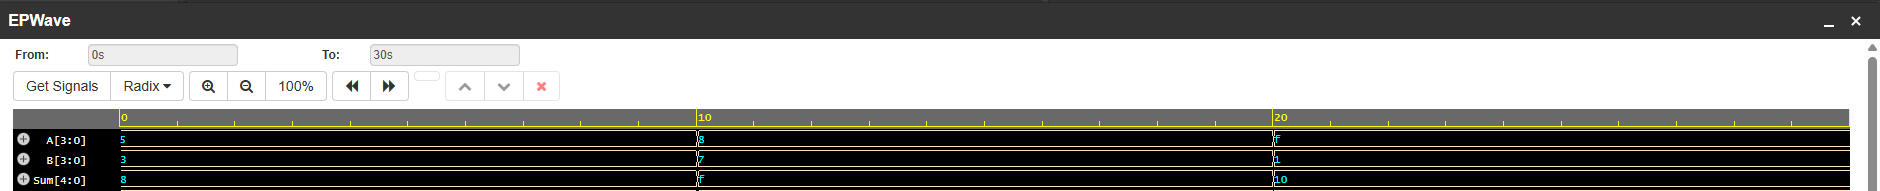 EPWave
From: 0s To: 30s
Get Signals Radix 100%
0 10 20
A[3:0] 5 8 f
B[3:0] 3 7 1
Sum[4:0] 8 f 10